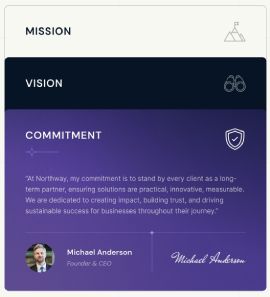 MISSION
VISION
COMMITMENT
“At Northway, my commitment is to stand by every client as a long-
term partner, ensuring solutions are practical, innovative, measurable.
We are dedicated to creating impact, building trust, and driving
sustainable success for businesses throughout their journey.”
Michael Anderson
Founder & CEO
Michael Anderson